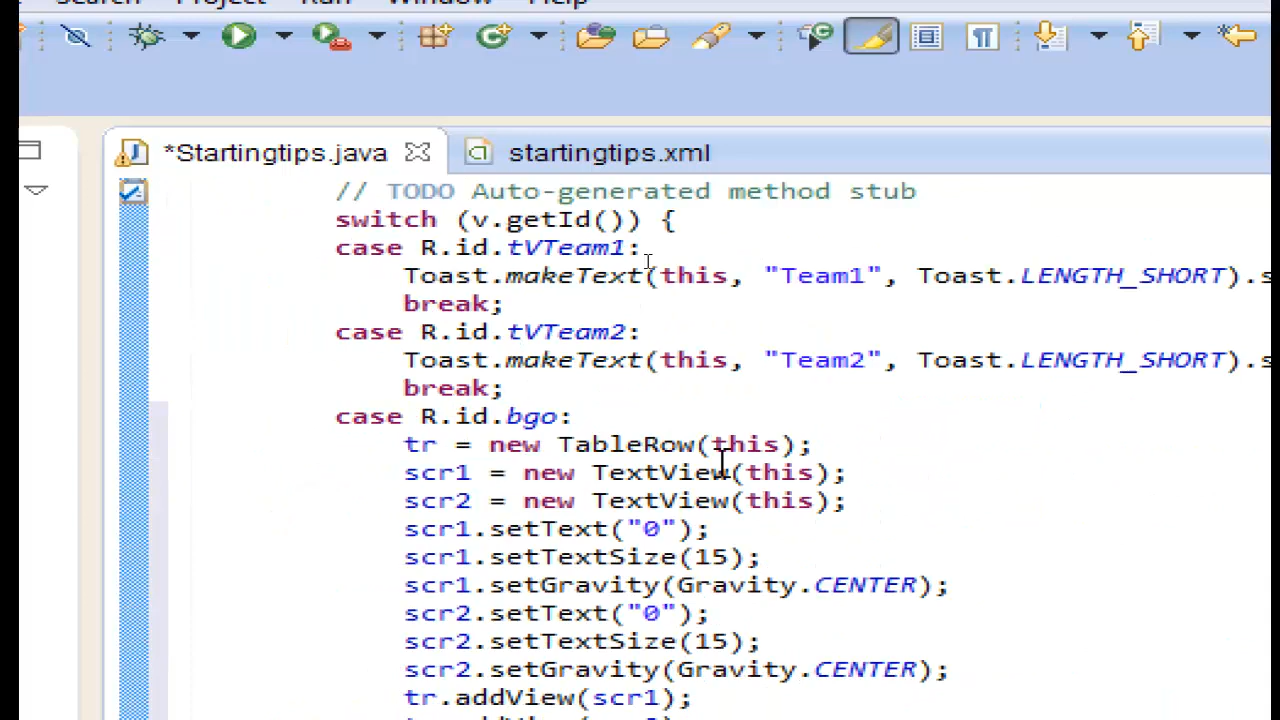 Search Project Run Window Help
*Startingtips.java startingtips.xml
// TODO Auto-generated method stub
switch (v.getId()) {
case R.id.tVTeam1:
Toast.makeText(this, "Team1", Toast.LENGTH_SHORT).s
break;
case R.id.tVTeam2:
Toast.makeText(this, "Team2", Toast.LENGTH_SHORT).s
break;
case R.id.bgo:
tr = new TableRow(this);
scr1 = new TextView(this);
scr2 = new TextView(this);
scr1.setText("0");
scr1.setTextSize(15);
scr1.setGravity(Gravity.CENTER);
scr2.setText("0");
scr2.setTextSize(15);
scr2.setGravity(Gravity.CENTER);
tr.addView(scr1);